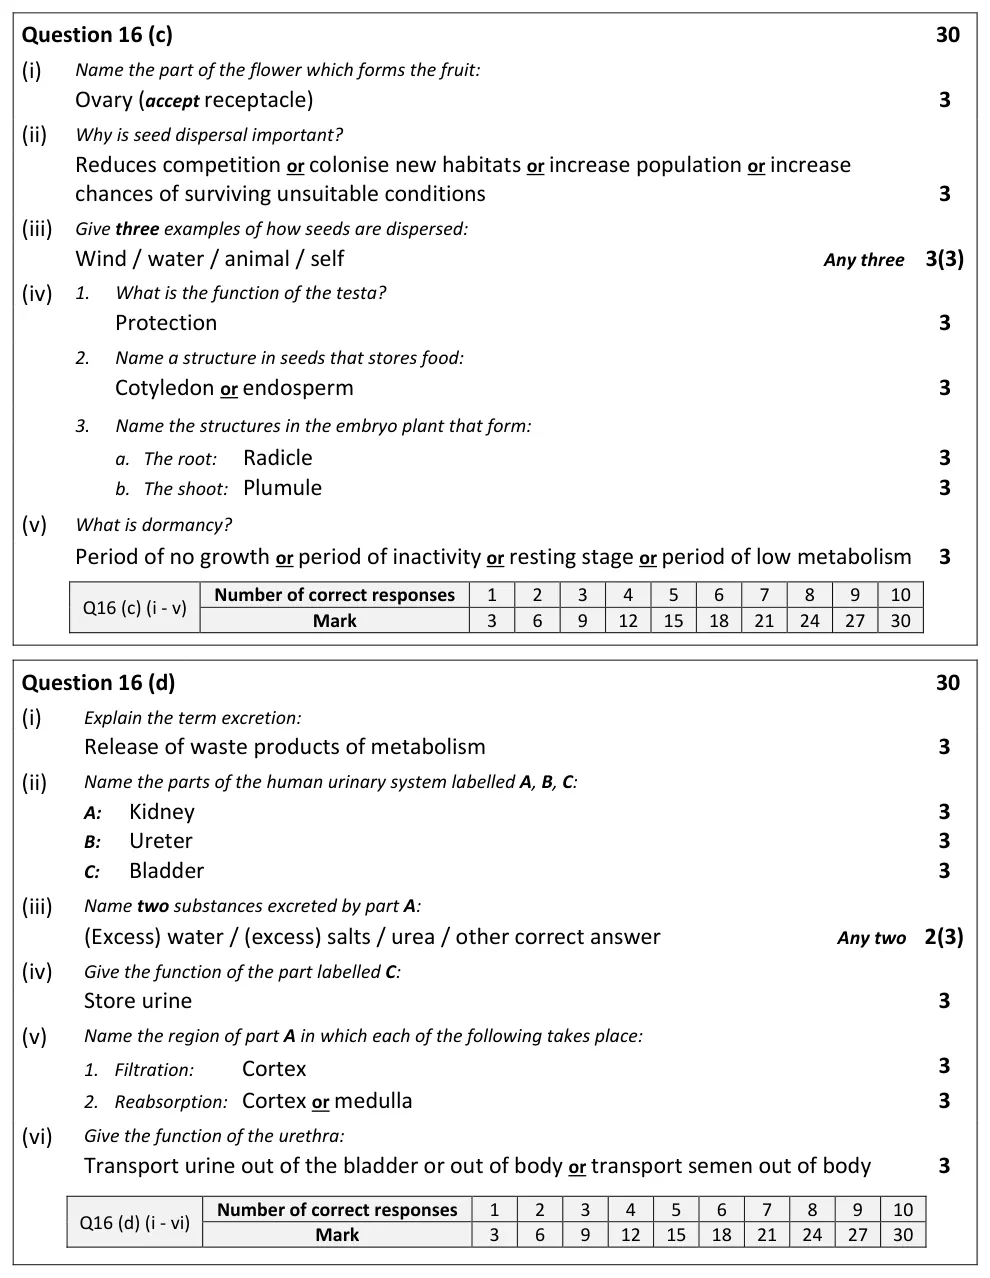 Question 16 (c) 30
(i) Name the part of the flower which forms the fruit:
Ovary (accept receptacle) 3
(ii) Why is seed dispersal important?
Reduces competition or colonise new habitats or increase population or increase
chances of surviving unsuitable conditions 3
(iii) Give three examples of how seeds are dispersed:
Wind / water / animal / self Any three 3(3)
(iv) 1. What is the function of the testa?
Protection 3
2. Name a structure in seeds that stores food:
Cotyledon or endosperm 3
3. Name the structures in the embryo plant that form:
a. The root: Radicle 3
b. The shoot: Plumule 3
(v) What is dormancy?
Period of no growth or period of inactivity or resting stage or period of low metabolism 3
Q16 (c) (i - v) Number of correct responses 1 2 3 4 5 6 7 8 9 10
Mark 3 6 9 12 15 18 21 24 27 30
Question 16 (d) 30
(i) Explain the term excretion:
Release of waste products of metabolism 3
(ii) Name the parts of the human urinary system labelled A, B, C:
A: Kidney 3
B: Ureter 3
C: Bladder 3
(iii) Name two substances excreted by part A:
(Excess) water / (excess) salts / urea / other correct answer Any two 2(3)
(iv) Give the function of the part labelled C:
Store urine 3
(v) Name the region of part A in which each of the following takes place:
1. Filtration: Cortex 3
2. Reabsorption: Cortex or medulla 3
(vi) Give the function of the urethra:
Transport urine out of the bladder or out of body or transport semen out of body 3
Q16 (d) (i - vi) Number of correct responses 1 2 3 4 5 6 7 8 9 10
Mark 3 6 9 12 15 18 21 24 27 30